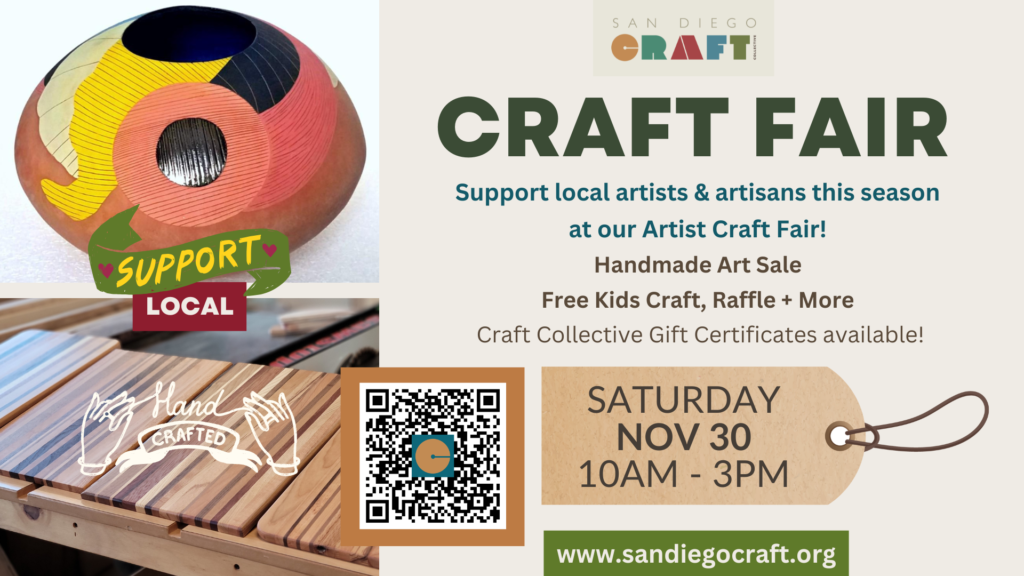 SAN DIEGO
CRAFT
COLLECTIVE
CRAFT FAIR
Support local artists & artisans this season
at our Artist Craft Fair!
Handmade Art Sale
Free Kids Craft, Raffle + More
Craft Collective Gift Certificates available!
SUPPORT
LOCAL
Hand
CRAFTED
SATURDAY
NOV 30
10AM - 3PM
www.sandiegocraft.org